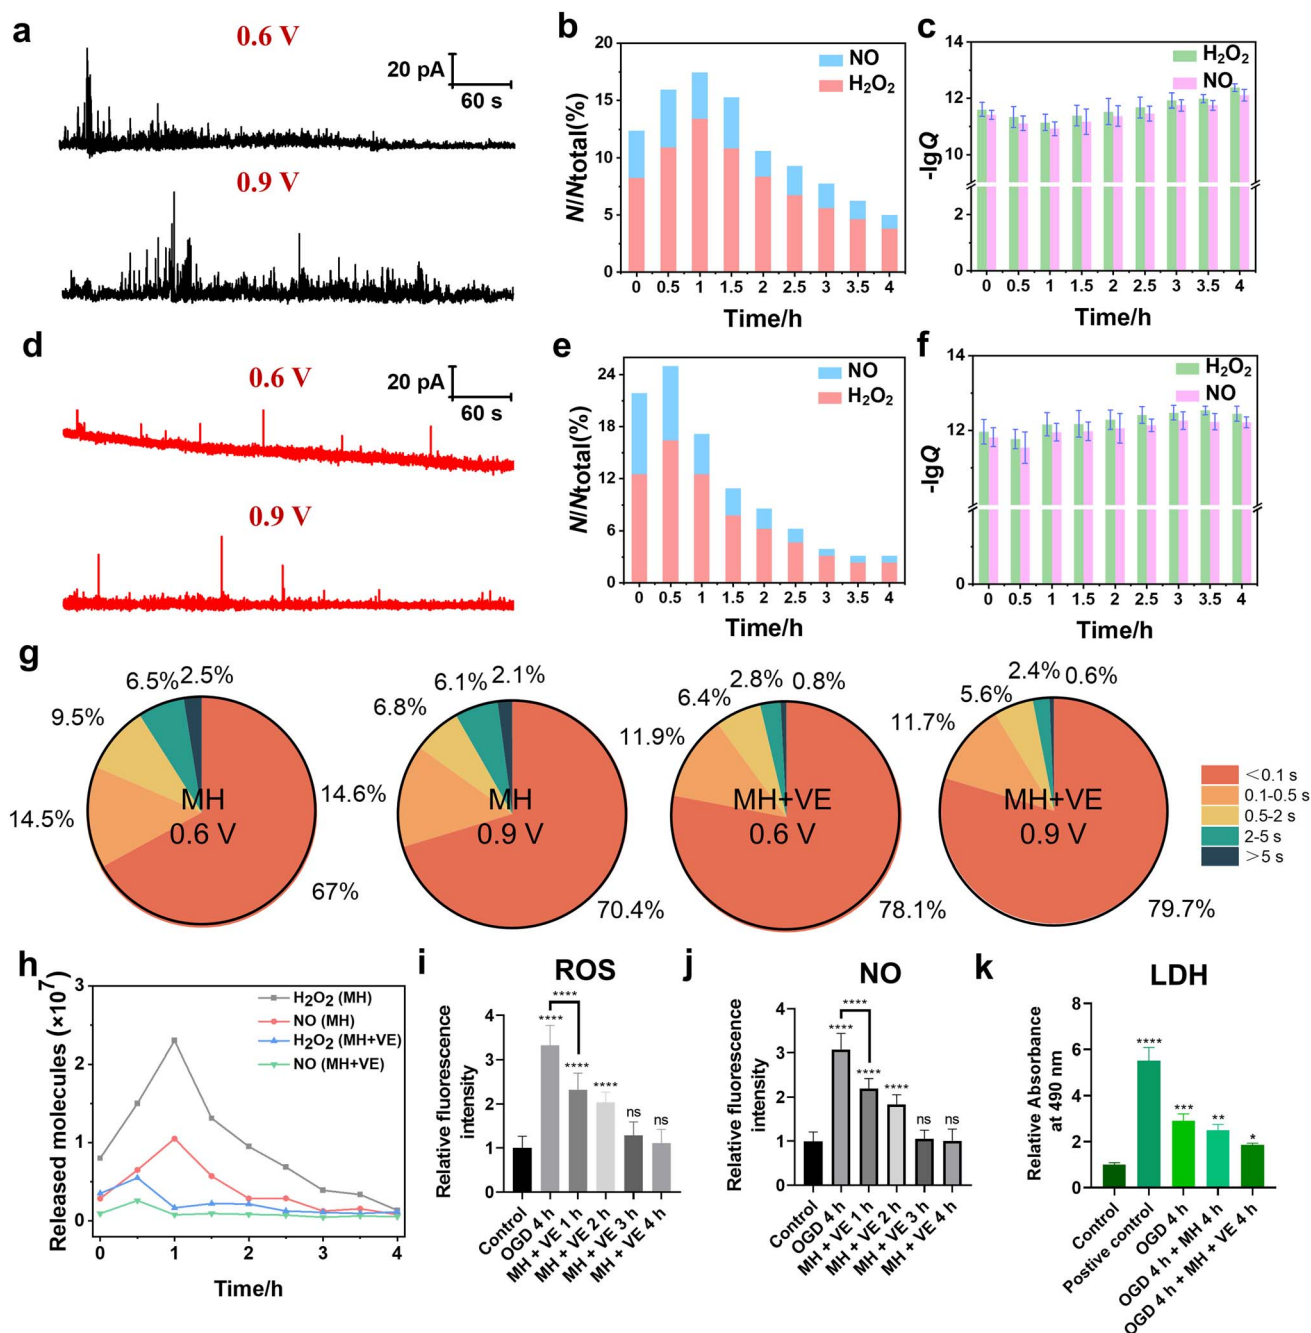 a
0.6 V
20 pA
60 s
0.9 V
b
20
15
10
5
0
N/Ntotal(%)
NO
H₂O₂
0 0.5 1 1.5 2 2.5 3 3.5 4
Time/h
c
14
12
10
2
0
-lgQ
H₂O₂
NO
0 0.5 1 1.5 2 2.5 3 3.5 4
Time/h
d
0.6 V
20 pA
60 s
0.9 V
e
24
18
12
6
0
N/Ntotal(%)
NO
H₂O₂
0 0.5 1 1.5 2 2.5 3 3.5 4
Time/h
f
14
12
0
-lgQ
H₂O₂
NO
0 0.5 1 1.5 2 2.5 3 3.5 4
Time/h
g
6.5% 2.5%
9.5%
14.5%
MH
0.6 V
67%
6.1% 2.1%
6.8%
14.6%
MH
0.9 V
70.4%
2.8% 0.8%
6.4%
11.9%
MH+VE
0.6 V
78.1%
2.4% 0.6%
5.6%
11.7%
MH+VE
0.9 V
79.7%
<0.1 s
0.1-0.5 s
0.5-2 s
2-5 s
>5 s
h
Released molecules (×10⁷)
3
2
1
0
H₂O₂ (MH)
NO (MH)
H₂O₂ (MH+VE)
NO (MH+VE)
0 1 2 3 4
Time/h
i
ROS
Relative fluorescence
intensity
4
3
2
1
0
****
****
****
****
ns
ns
Control
OGD 4 h
MH + VE 1 h
MH + VE 2 h
MH + VE 3 h
MH + VE 4 h
j
NO
Relative fluorescence
intensity
4
3
2
1
0
****
****
****
****
ns
ns
Control
OGD 4 h
MH + VE 1 h
MH + VE 2 h
MH + VE 3 h
MH + VE 4 h
k
LDH
Relative Absorbance
at 490 nm
8
6
4
2
0
****
***
**
*
Control
Postive control
OGD 4 h
OGD 4 h + MH 4 h
OGD 4 h + MH + VE 4 h